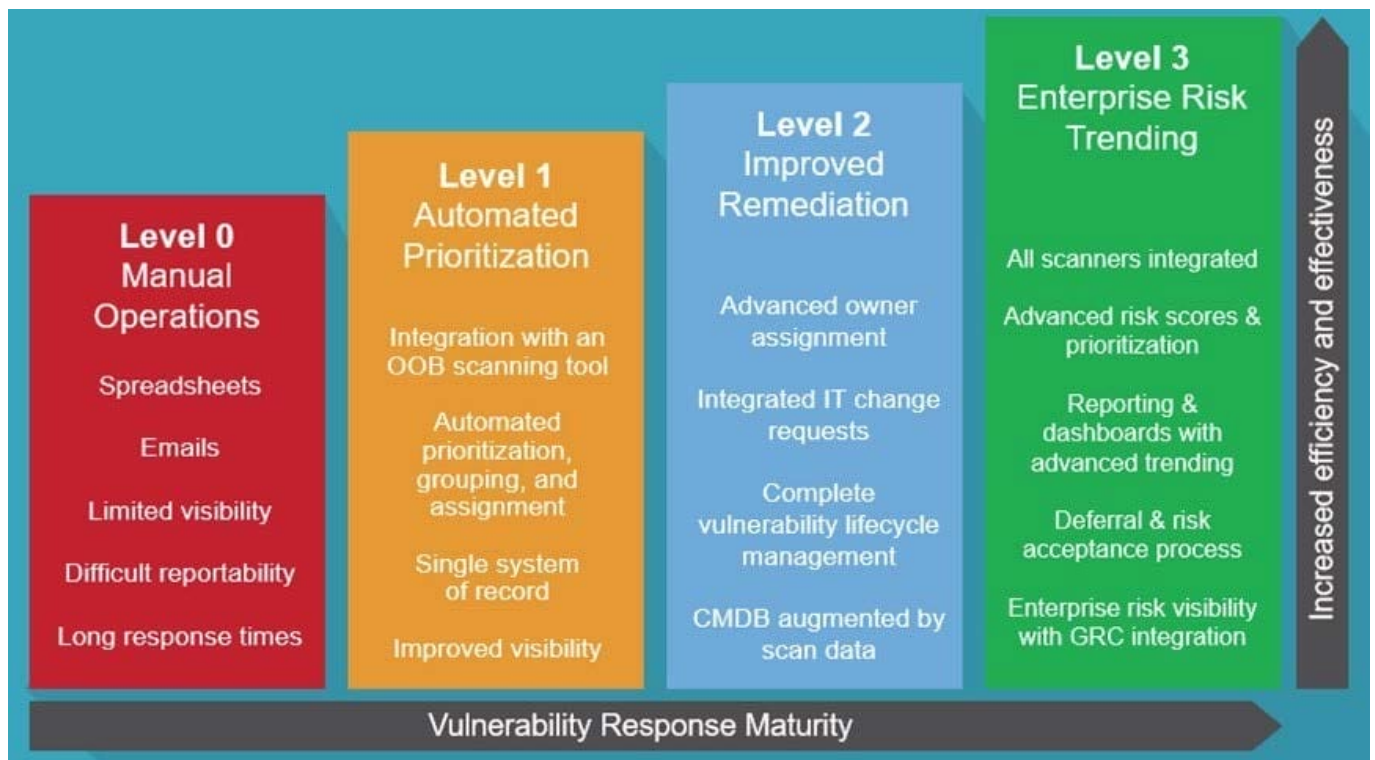 Level 0
Manual
Operations
Spreadsheets
Emails
Limited visibility
Difficult reportability
Long response times
Level 1
Automated
Prioritization
Integration with an
OOB scanning tool
Automated
prioritization,
grouping, and
assignment
Single system
of record
Improved visibility
Level 2
Improved
Remediation
Advanced owner
assignment
Integrated IT change
requests
Complete
vulnerability lifecycle
management
CMDB augmented by
scan data
Level 3
Enterprise Risk
Trending
All scanners integrated
Advanced risk scores &
prioritization
Reporting &
dashboards with
advanced trending
Deferral & risk
acceptance process
Enterprise risk visibility
with GRC integration
Increased efficiency and effectiveness
Vulnerability Response Maturity